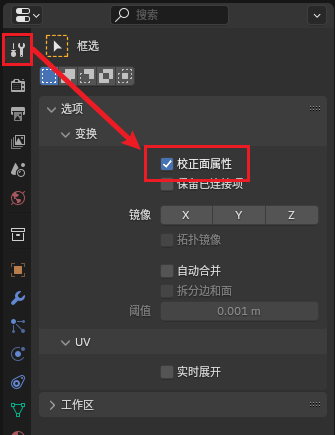 搜索
框选
选项
变换
校正面属性
保留已连接项
镜像 X Y Z
拓扑镜像
自动合并
拆分边和面
阈值 0.001 m
UV
实时展开
工作区